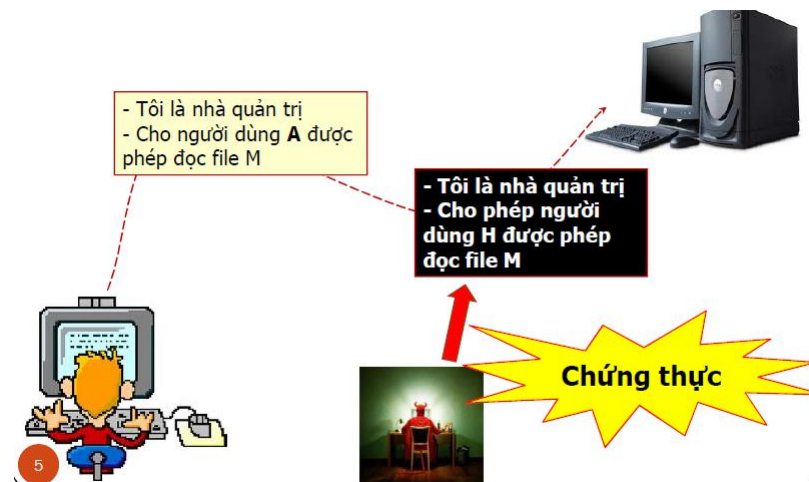 - Tôi là nhà quản trị
- Cho người dùng A được
phép đọc file M
- Tôi là nhà quản trị
- Cho phép người
dùng H được phép
đọc file M
Chứng thực
5